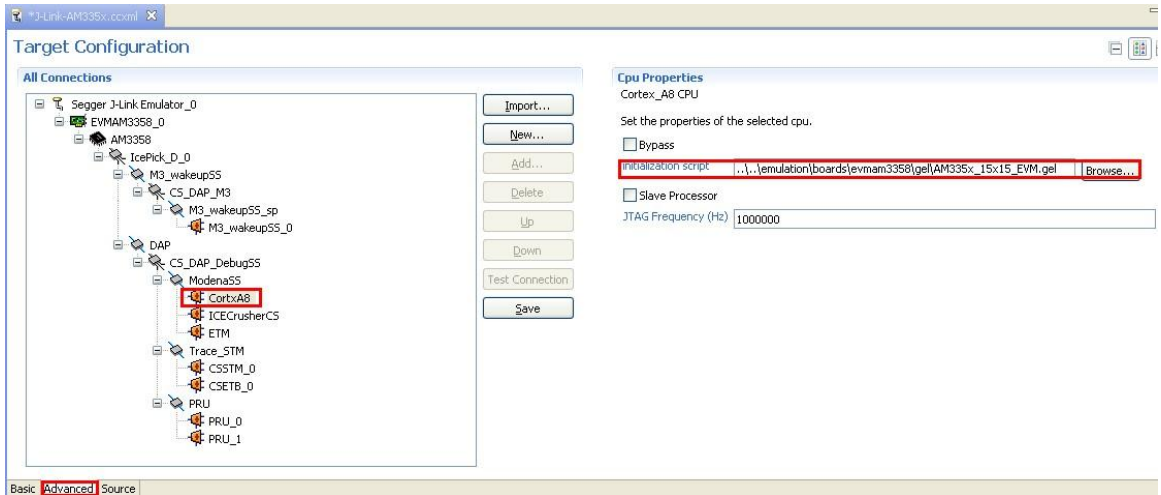 *J-Link-AM335x.ccxml
Target Configuration
All Connections
Segger J-Link Emulator_0
EVMAM3358_0
AM3358
IcePick_D_0
M3_wakeupSS
CS_DAP_M3
M3_wakeupSS_sp
M3_wakeupSS_0
DAP
CS_DAP_DebugSS
ModenaSS
CortxA8
ICECrusherCS
ETM
Trace_STM
CSSTM_0
CSETB_0
PRU
PRU_0
PRU_1
Import...
New...
Add...
Delete
Up
Down
Test Connection
Save
Cpu Properties
Cortex_A8 CPU
Set the properties of the selected cpu.
Bypass
initialization script ..\..\emulation\boards\evmam3358\gel\AM335x_15x15_EVM.gel Browse...
Slave Processor
JTAG Frequency (Hz) 1000000
Basic Advanced Source